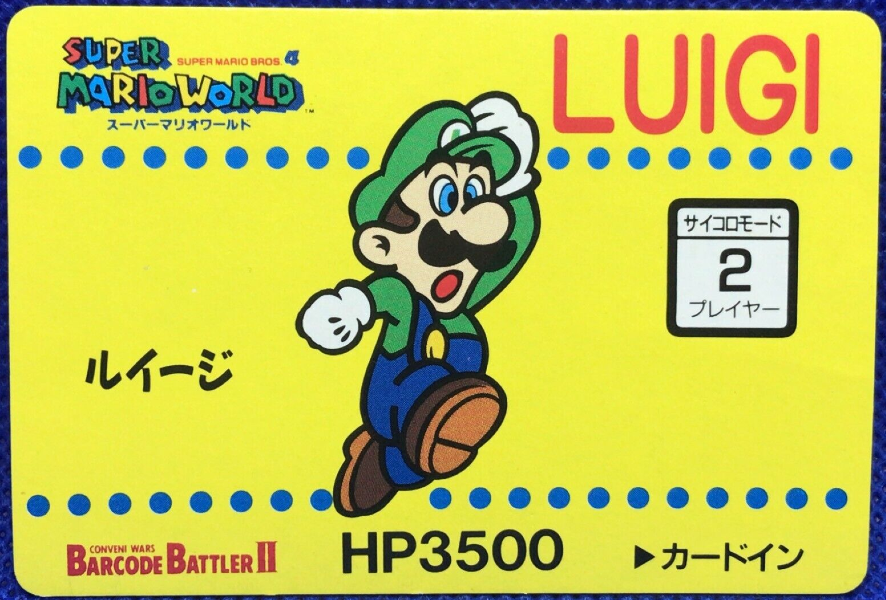 SUPER
SUPER MARIO BROS. 4
MARIO WORLD™
スーパーマリオワールド
LUIGI
L
サイコロモード
2
プレイヤー
ルイージ
CONVENI WARS
BARCODE BATTLER II
HP3500
▶カードイン